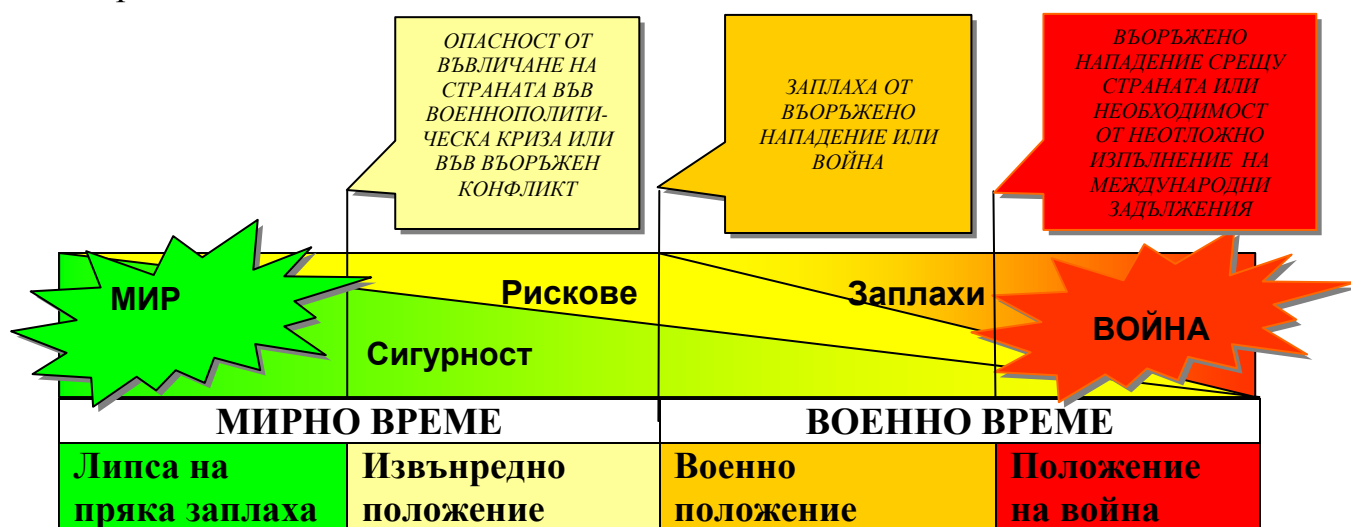 ОПАСНОСТ ОТ
ВЪВЛИЧАНЕ НА
СТРАНАТА ВЪВ
ВОЕННОПОЛИТИ-
ЧЕСКА КРИЗА ИЛИ
ВЪВ ВЪОРЪЖЕН
КОНФЛИКТ
ЗАПЛАХА ОТ
ВЪОРЪЖЕНО
НАПАДЕНИЕ ИЛИ
ВОЙНА
ВЪОРЪЖЕНО
НАПАДЕНИЕ СРЕЩУ
СТРАНАТА ИЛИ
НЕОБХОДИМОСТ
ОТ НЕОТЛОЖНО
ИЗПЪЛНЕНИЕ НА
МЕЖДУНАРОДНИ
ЗАДЪЛЖЕНИЯ
МИР
Рискове
Заплахи
ВОЙНА
Сигурност
МИРНО ВРЕМЕ
ВОЕННО ВРЕМЕ
Липса на
пряка заплаха
Извънредно
положение
Военно
положение
Положение
на война